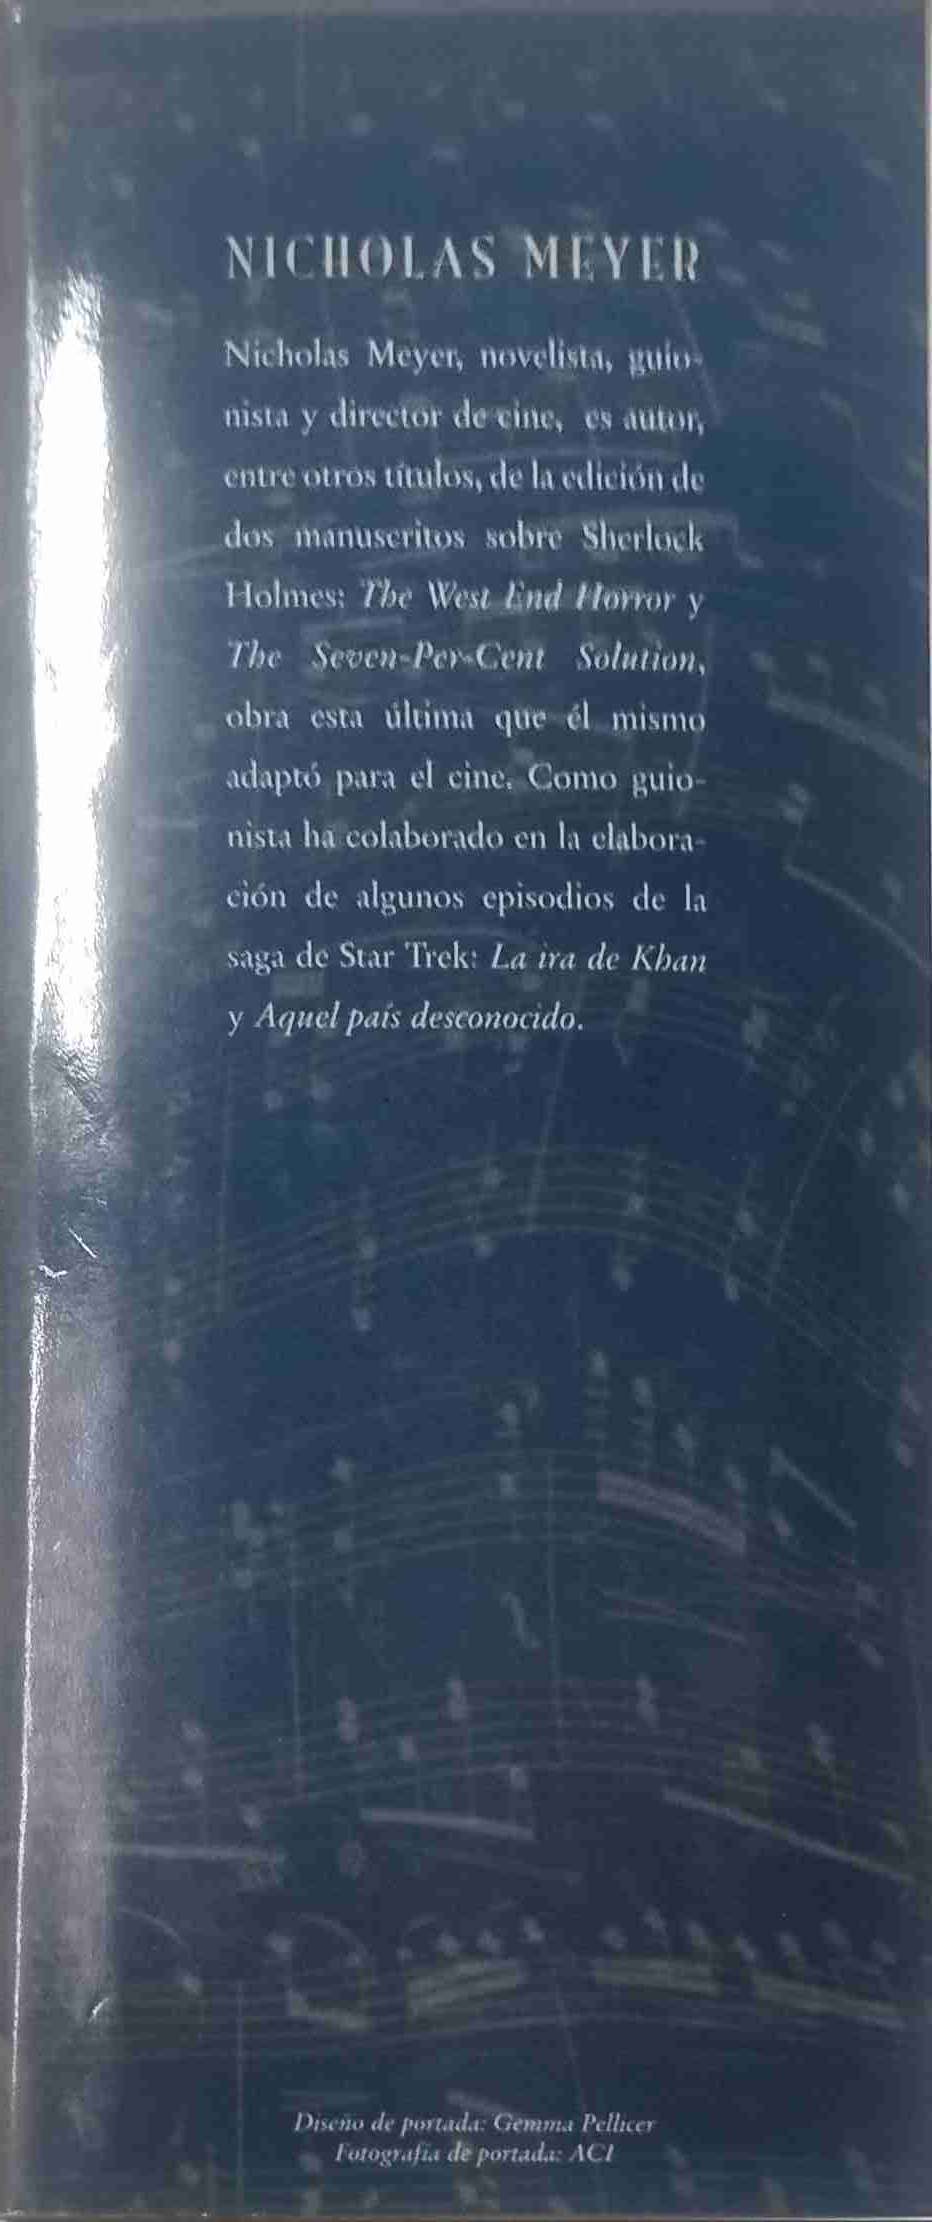 NICHOLAS MEYER
Nicholas Meyer, novelista, guio-
nista y director de cine, es autor,
entre otros títulos, de la edición de
dos manuscritos sobre Sherlock
Holmes: The West End Horror y
The Seven-Per-Cent Solution,
obra esta última que él mismo
adaptó para el cine. Como guio-
nista ha colaborado en la elabora-
ción de algunos episodios de la
saga de Star Trek: La ira de Khan
y Aquel país desconocido.
Diseño de portada: Gemma Pellicer
Fotografía de portada: ACI